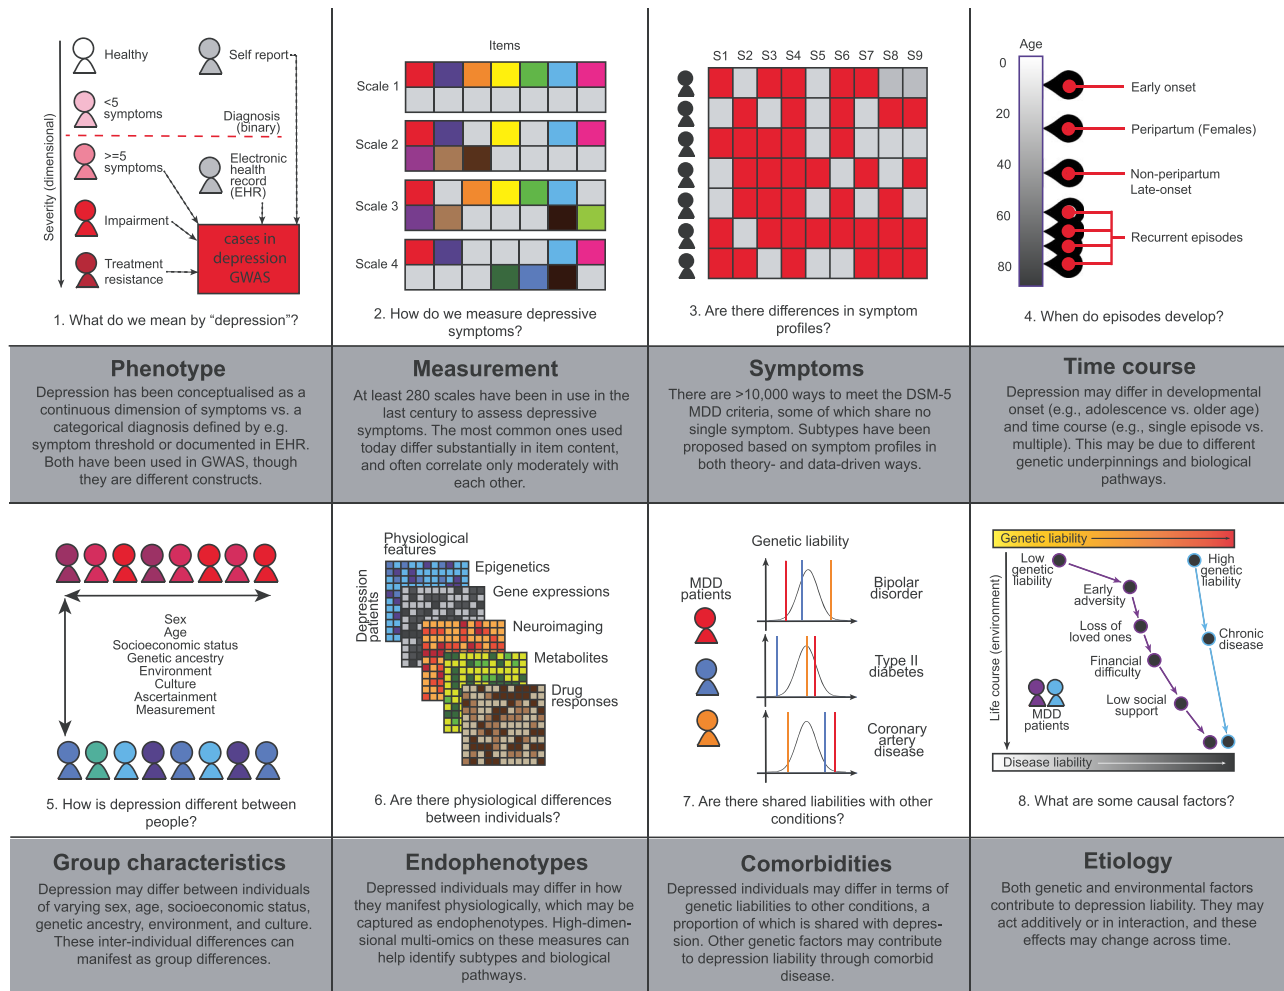 Healthy
Self report
<5
symptoms
Diagnosis
(binary)
>=5
symptoms
Electronic
health
record
(EHR)
Severity (dimensional)
Impairment
Treatment
resistance
cases in
depression
GWAS
1. What do we mean by “depression”?
Items
Scale 1
Scale 2
Scale 3
Scale 4
2. How do we measure depressive
symptoms?
S1 S2 S3 S4 S5 S6 S7 S8 S9
3. Are there differences in symptom
profiles?
Age
0
20
40
60
80
Early onset
Peripartum (Females)
Non-peripartum
Late-onset
Recurrent episodes
4. When do episodes develop?
Phenotype
Depression has been conceptualised as a
continuous dimension of symptoms vs. a
categorical diagnosis defined by e.g.
symptom threshold or documented in EHR.
Both have been used in GWAS, though
they are different constructs.
Measurement
At least 280 scales have been in use in the
last century to assess depressive
symptoms. The most common ones used
today differ substantially in item content,
and often correlate only moderately with
each other.
Symptoms
There are >10,000 ways to meet the DSM-5
MDD criteria, some of which share no
single symptom. Subtypes have been
proposed based on symptom profiles in
both theory- and data-driven ways.
Time course
Depression may differ in developmental
onset (e.g., adolescence vs. older age)
and time course (e.g., single episode vs.
multiple). This may be due to different
genetic underpinnings and biological
pathways.
Sex
Age
Socioeconomic status
Genetic ancestry
Environment
Culture
Ascertainment
Measurement
5. How is depression different between
people?
Physiological
features
Depression
patients
Epigenetics
Gene expressions
Neuroimaging
Metabolites
Drug
responses
6. Are there physiological differences
between individuals?
Genetic liability
MDD
patients
Bipolar
disorder
Type II
diabetes
Coronary
artery
disease
7. Are there shared liabilities with other
conditions?
Genetic liability
Low
genetic
liability
High
genetic
liability
Early
adversity
Loss of
loved ones
Chronic
disease
Financial
difficulty
Low social
support
Life course (environment)
MDD
patients
Disease liability
8. What are some causal factors?
Group characteristics
Depression may differ between individuals
of varying sex, age, socioeconomic status,
genetic ancestry, environment, and culture.
These inter-individual differences can
manifest as group differences.
Endophenotypes
Depressed individuals may differ in how
they manifest physiologically, which may be
captured as endophenotypes. High-dimen-
sional multi-omics on these measures can
help identify subtypes and biological
pathways.
Comorbidities
Depressed individuals may differ in terms of
genetic liabilities to other conditions, a
proportion of which is shared with depres-
sion. Other genetic factors may contribute
to depression liability through comorbid
disease.
Etiology
Both genetic and environmental factors
contribute to depression liability. They may
act additively or in interaction, and these
effects may change across time.